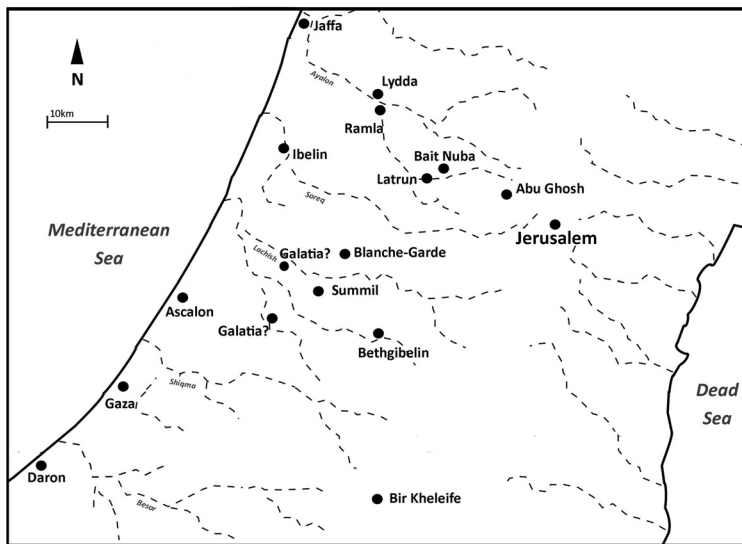 Jaffa
N
Ayalon
Lydda
10km
Ramla
Ibelin
Bait Nuba
Latrun
Abu Ghosh
Soreq
Mediterranean
Sea
Jerusalem
Lachish
Galatia?
Blanche-Garde
Summil
Ascalon
Galatia?
Bethgibelin
Shiqma
Gaza
Dead
Sea
Daron
Besor
Bir Kheleife